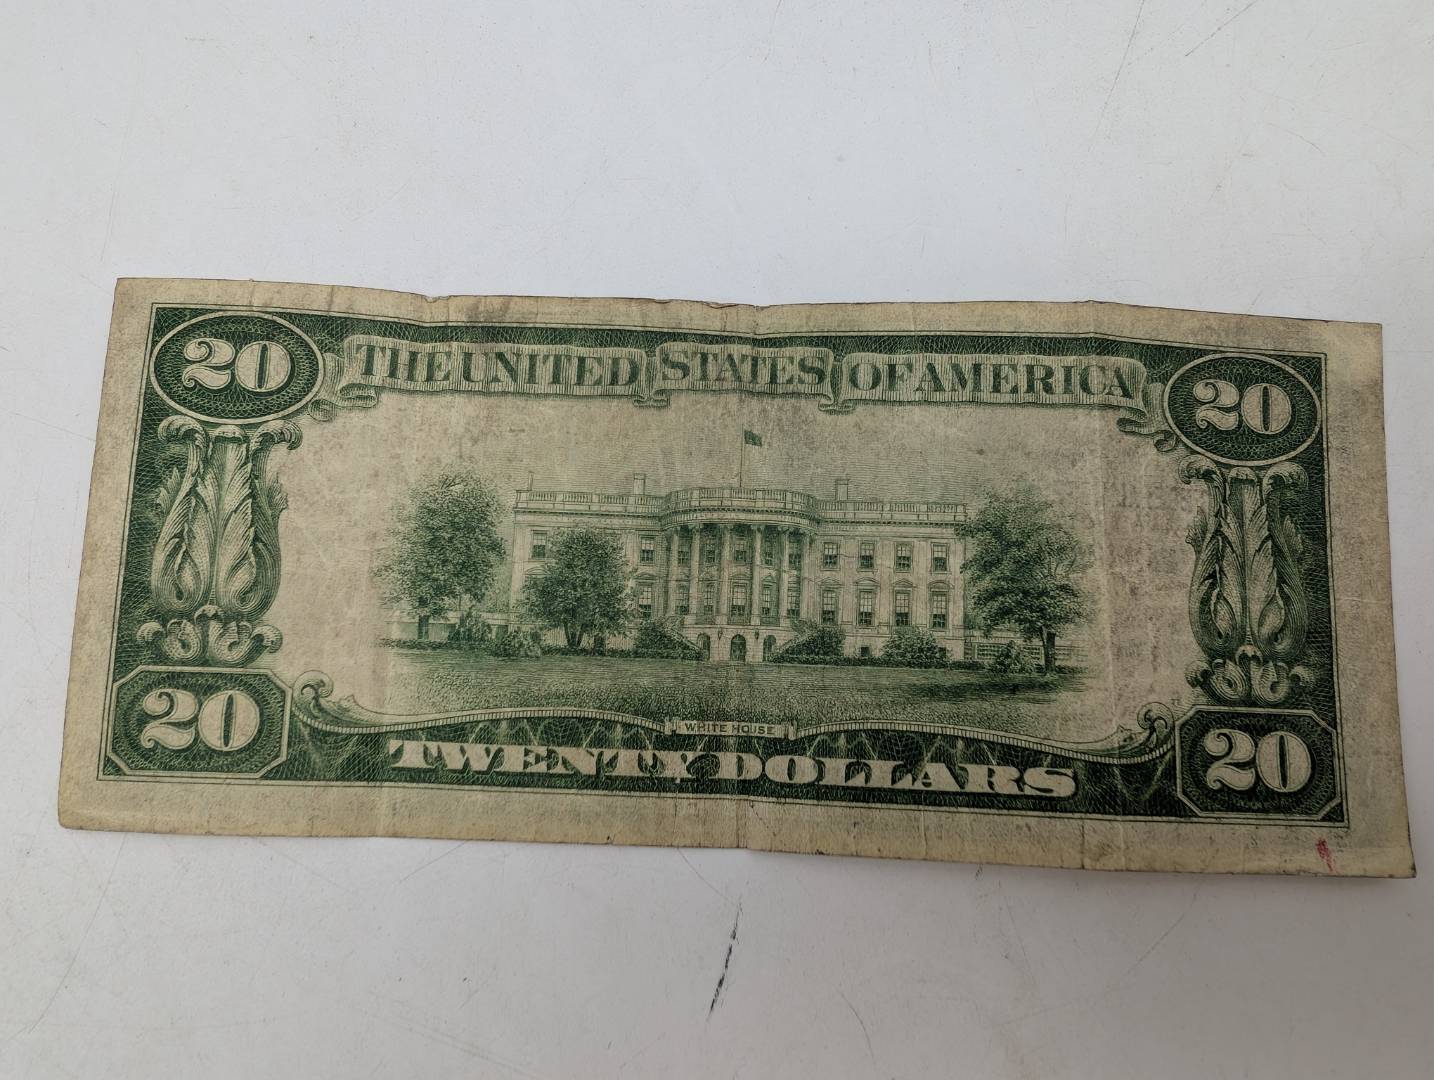 20 THE UNITED STATES OF AMERICA 20
WHITE HOUSE
20 TWENTY DOLLARS 20